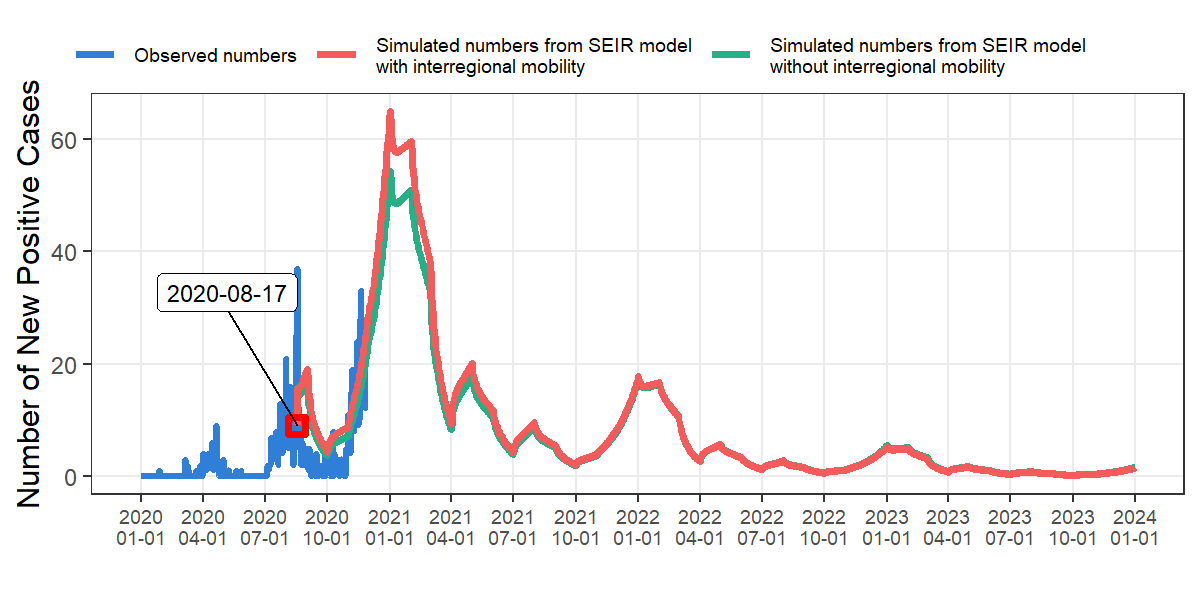 Observed numbers
Simulated numbers from SEIR model
with interregional mobility
Simulated numbers from SEIR model
without interregional mobility
Number of New Positive Cases
60
40
20
0
2020-08-17
2020 2020 2020 2020 2021 2021 2021 2021 2022 2022 2022 2022 2023 2023 2023 2023 2024
01-01 04-01 07-01 10-01 01-01 04-01 07-01 10-01 01-01 04-01 07-01 10-01 01-01 04-01 07-01 10-01 01-01